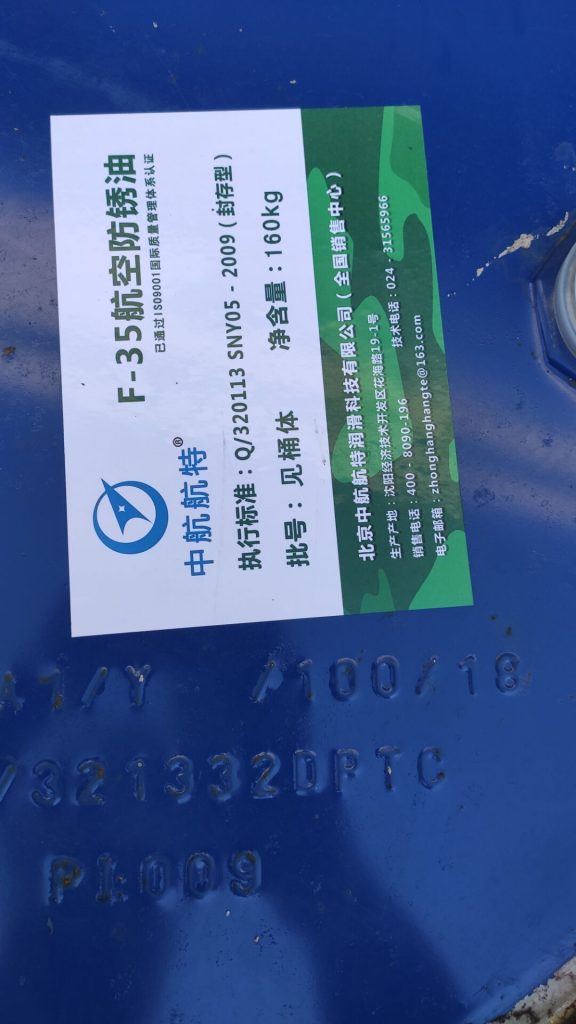 F-35航空防锈油
已通过ISO9001国际质量管理体系认证
中航航特®
执行标准：Q/320113 SNY05 - 2009（封存型）
批号：见桶体 净含量：160kg
北京中航航特润滑科技有限公司（全国销售中心）
生产产地：沈阳经济技术开发区花海路19-1号
销售电话：400 - 8090-196 技术电话：024 - 31565966
电子邮箱：zhonghanghangte@163.com
/Y /100/18
/321332DPTC
P1009